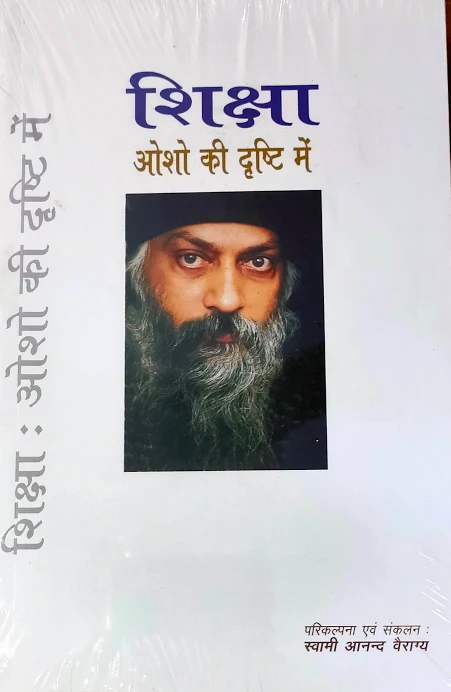 शिक्षा
ओशो की दृष्टि में
शिक्षा : ओशो की दृष्टि में
परिकल्पना एवं संकलन :
स्वामी आनन्द वैराग्य